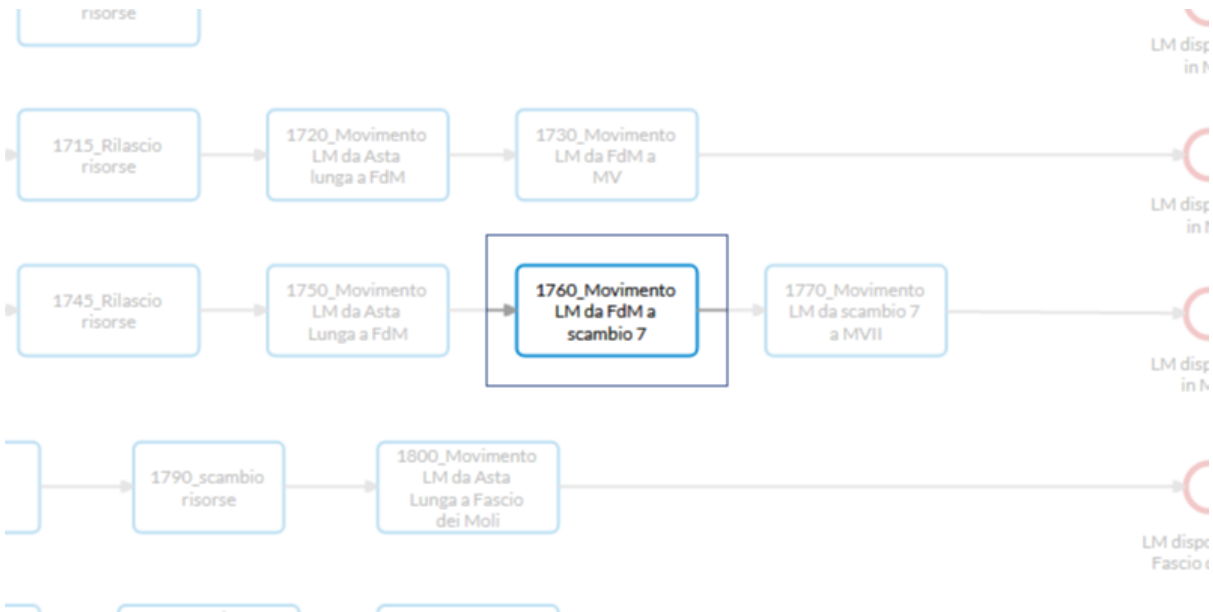 risorse
LM disp
in M
1715_Rilascio
risorse
1720_Movimento
LM da Asta
lunga a FdM
1730_Movimento
LM da FdM a
MV
LM disp
in M
1745_Rilascio
risorse
1750_Movimento
LM da Asta
Lunga a FdM
1760_Movimento
LM da FdM a
scambio 7
1770_Movimento
LM da scambio 7
a MVII
LM disp
in M
1790_scambio
risorse
1800_Movimento
LM da Asta
Lunga a Fascio
dei Moli
LM dispo
Fascio